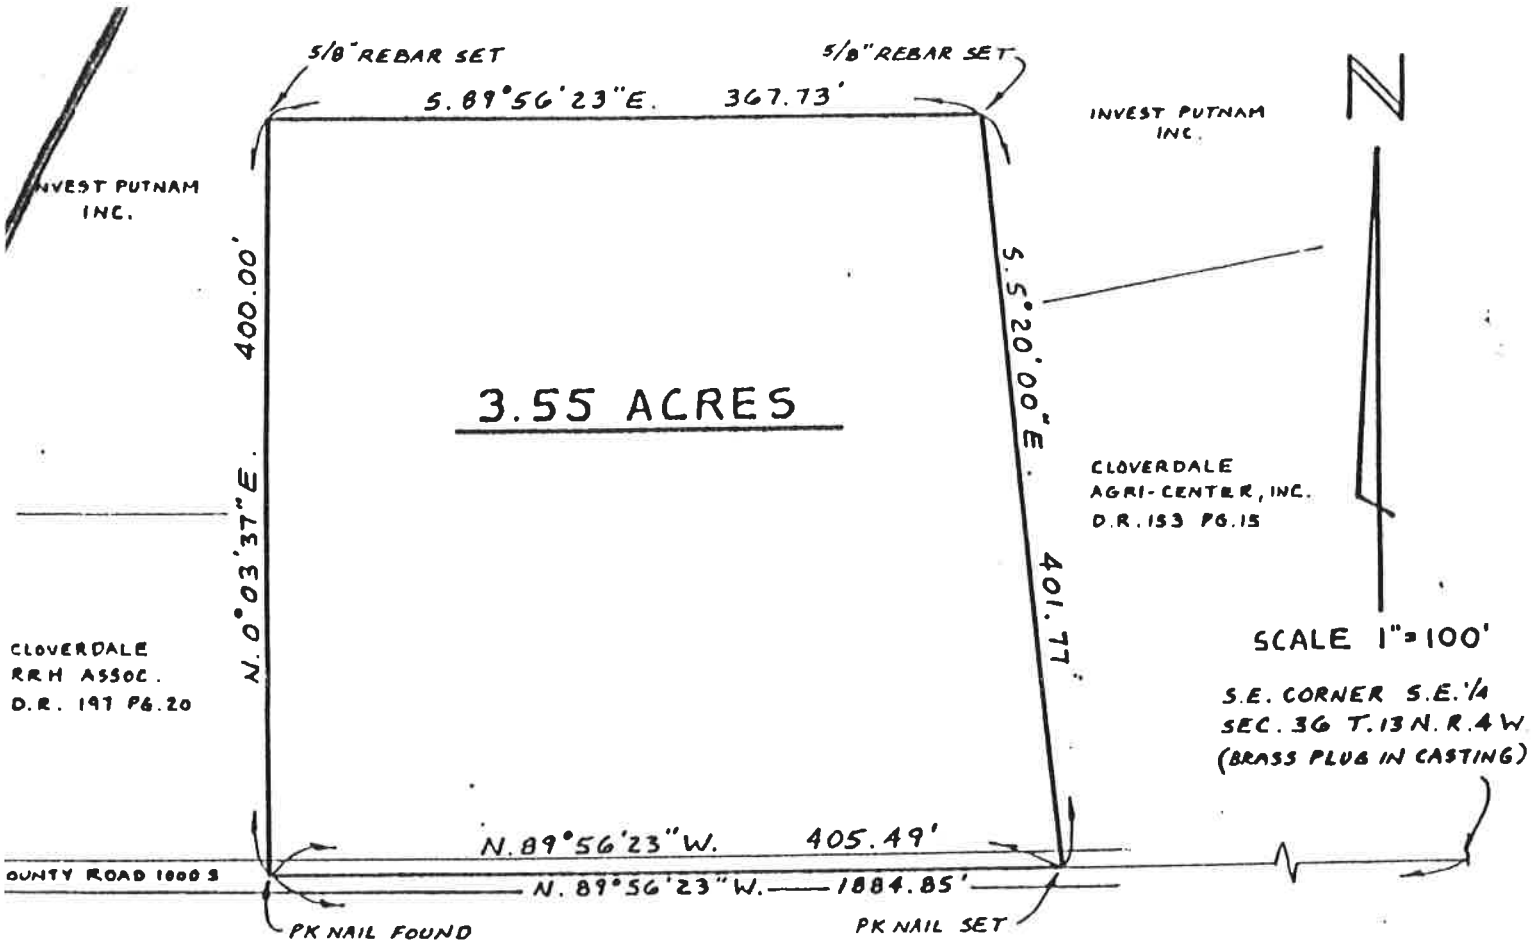 5/8" REBAR SET
5/8" REBAR SET
S. 89°56'23"E. 367.73'
N
INVEST PUTNAM
INC.
NVEST PUTNAM
INC.
400.00'
N. 0°03'37"E.
S. 5°20'00"E.
401.77"
3.55 ACRES
CLOVERDALE
AGRI-CENTER, INC.
D.R. 153 PG. 15
CLOVERDALE
RRH ASSOC.
D.R. 197 PG. 20
SCALE 1"=100'
S.E. CORNER S.E. 1/4
SEC. 36 T. 13 N. R. 4 W.
(BRASS PLUG IN CASTING)
N. 89°56'23"W. 405.49'
OUNTY ROAD 1000 S
N. 89°56'23"W. 1884.85'
PK NAIL FOUND
PK NAIL SET